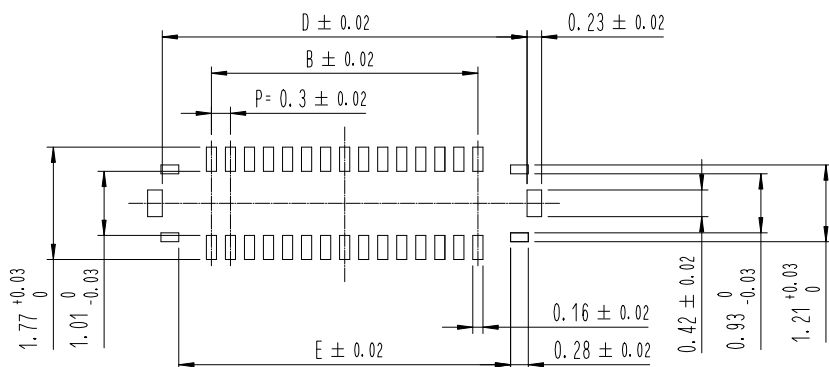 D ± 0.02
0.23 ± 0.02
B ± 0.02
P= 0.3 ± 0.02
1.77 +0.03 0
1.01 0 -0.03
0.16 ± 0.02
0.42 ± 0.02
0.93 0 -0.03
1.21 +0.03 0
E ± 0.02
0.28 ± 0.02